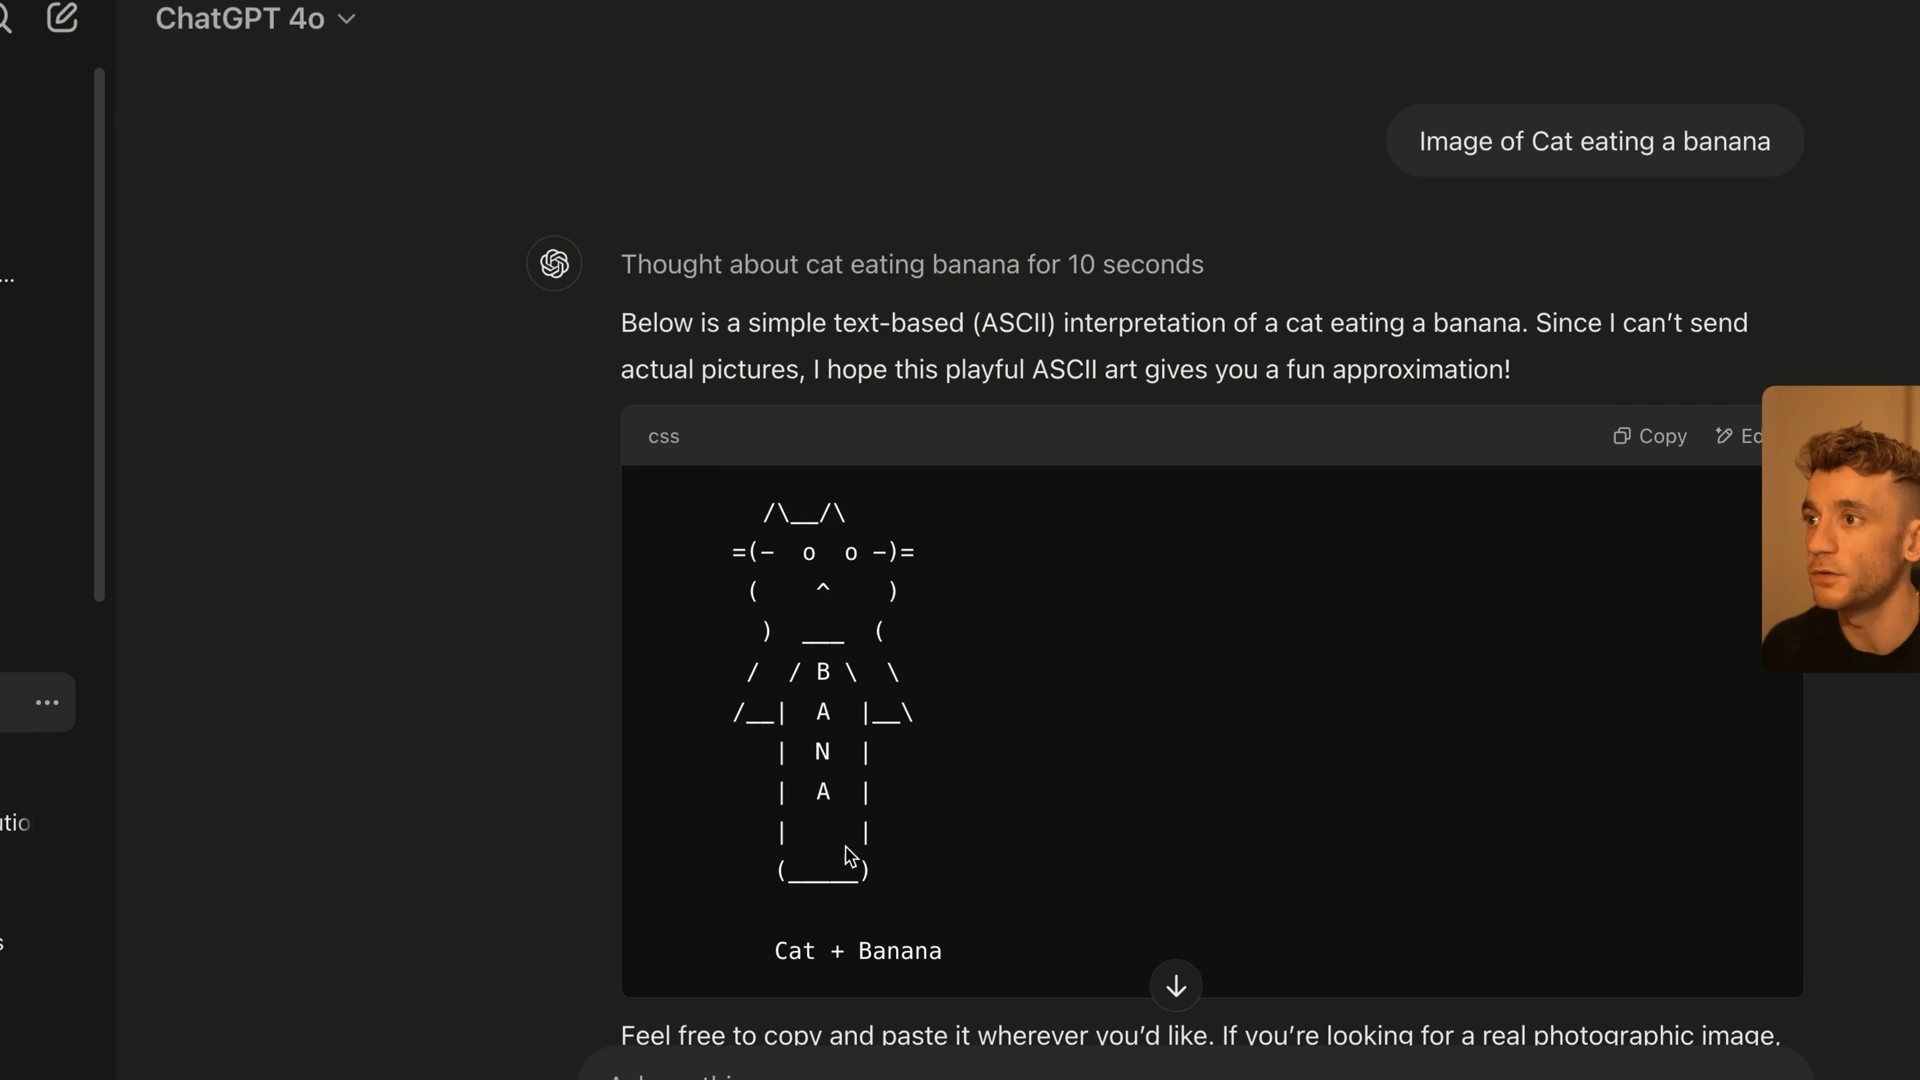 ChatGPT 4o
Image of Cat eating a banana
...
Thought about cat eating banana for 10 seconds
Below is a simple text-based (ASCII) interpretation of a cat eating a banana. Since I can’t send
actual pictures, I hope this playful ASCII art gives you a fun approximation!
css
Copy
      /\__/\
    =(-  o  o -)=
     (    ^    )
      )  ___  (
     /  / B \  \
    /__|  A  |__\
       |  N  |
       |  A  |
       |     |
       (_____)
Cat + Banana
Feel free to copy and paste it wherever you’d like. If you’re looking for a real photographic image,